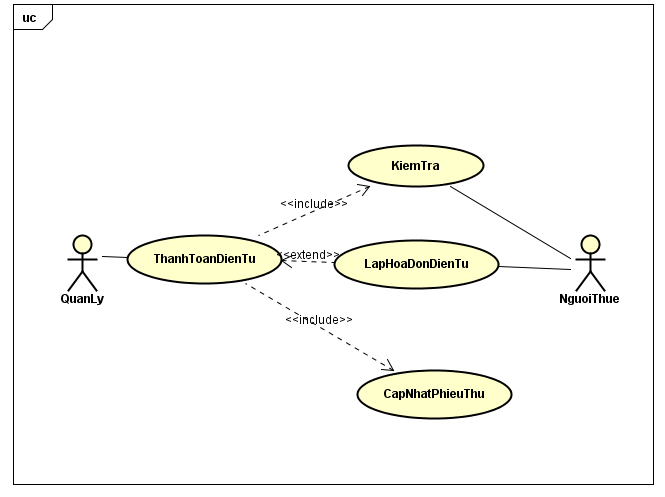 uc
KiemTra
<<include>>
ThanhToanDienTu
<<extend>>
LapHoaDonDienTu
QuanLy
NguoiThue
<<include>>
CapNhatPhieuThu